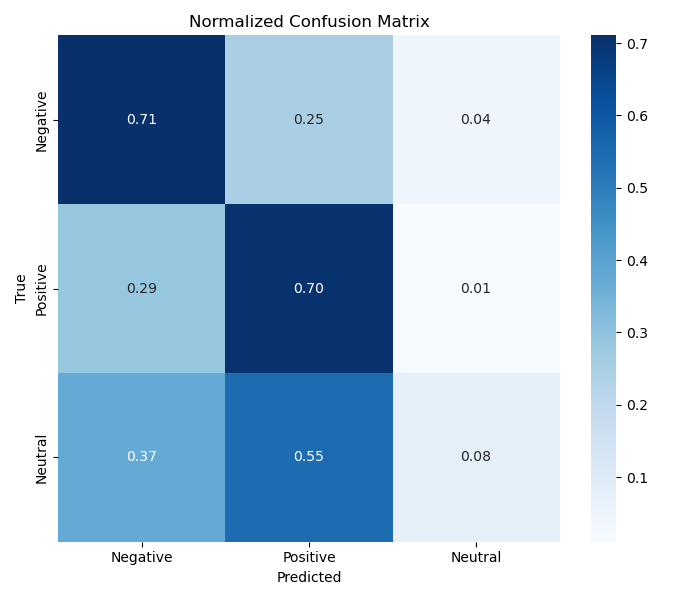 Normalized Confusion Matrix
Negative 0.71 0.25 0.04 0.7
0.6
0.5
True
Positive 0.29 0.70 0.01 0.4
0.3
0.2
Neutral 0.37 0.55 0.08 0.1
Negative Positive Neutral
Predicted